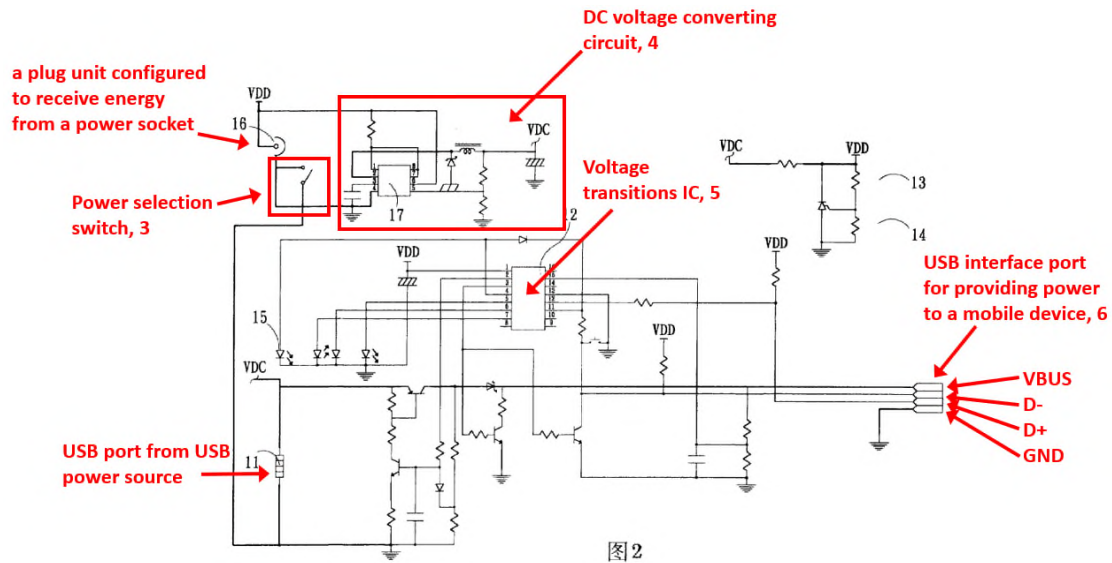 DC voltage converting
circuit, 4
a plug unit configured
to receive energy
from a power socket
VDD
16
VDC
Power selection
switch, 3
17
Voltage
transitions IC, 5
VDC
VDD
13
14
12
VDD
VDD
USB interface port
for providing power
to a mobile device, 6
15
VDD
VDC
VBUS
D-
D+
GND
USB port from USB
power source
11
图2